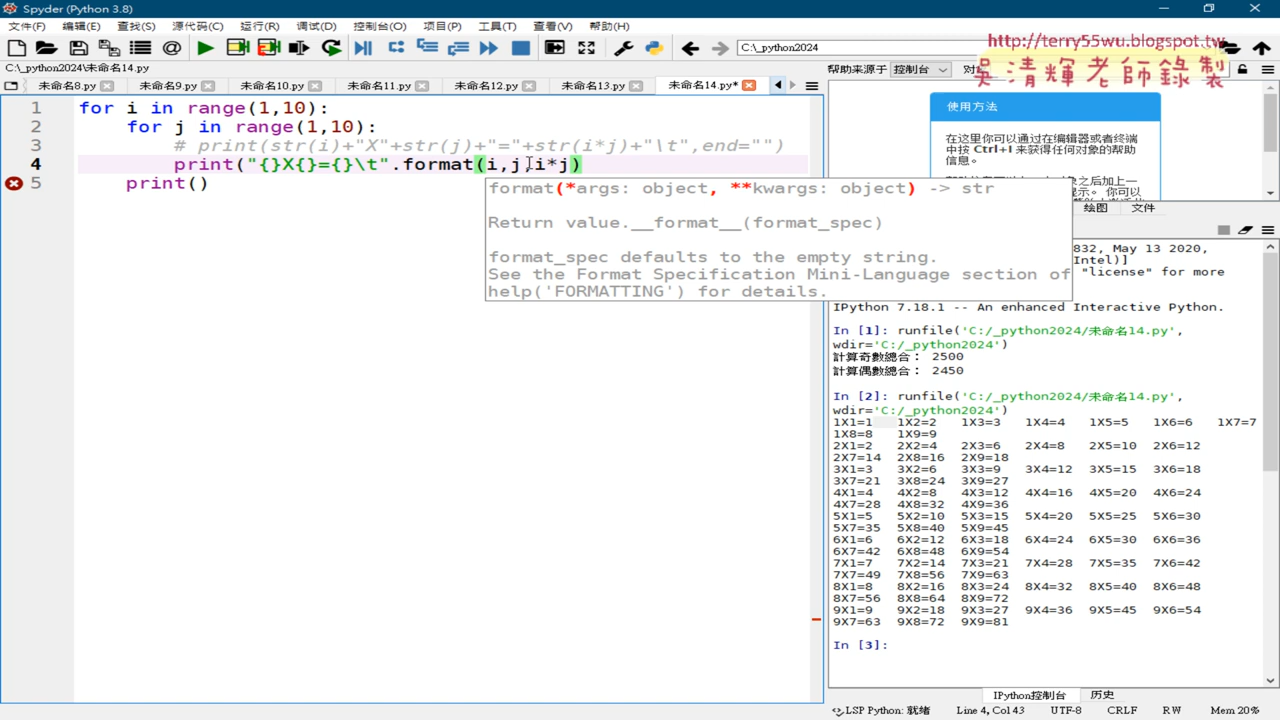 Spyder (Python 3.8)
文件(F) 编辑(E) 查找(S) 源代码(C) 运行(R) 调试(D) 控制台(O) 项目(P) 工具(T) 查看(V) 帮助(H)
C:\_python2024
http://terry55wu.blogspot.tw
吳清輝老師錄製
C:\_python2024\未命名14.py
帮助来源于 控制台 对
未命名8.py 未命名9.py 未命名10.py 未命名11.py 未命名12.py 未命名13.py 未命名14.py*
1 for i in range(1,10):
2 for j in range(1,10):
3 # print(str(i)+"X"+str(j)+"="+str(i*j)+"\t",end="")
4 print("{}X{}={}\t".format(i,j,i*j)
5 print()
format(*args: object, **kwargs: object) -> str
Return value.__format__(format_spec)
format_spec defaults to the empty string.
See the Format Specification Mini-Language section of
help('FORMATTING') for details.
使用方法
在这里你可以通过在编辑器或者终端
中按 Ctrl+I 来获得任何对象的帮助
信息。
绘图 文件
832, May 13 2020,
Intel)]
"license" for more
IPython 7.18.1 -- An enhanced Interactive Python.
In [1]: runfile('C:/_python2024/未命名14.py',
wdir='C:/_python2024')
計算奇數總合： 2500
計算偶數總合： 2450
In [2]: runfile('C:/_python2024/未命名14.py',
wdir='C:/_python2024')
1X1=1 1X2=2 1X3=3 1X4=4 1X5=5 1X6=6 1X7=7
1X8=8 1X9=9
2X1=2 2X2=4 2X3=6 2X4=8 2X5=10 2X6=12
2X7=14 2X8=16 2X9=18
3X1=3 3X2=6 3X3=9 3X4=12 3X5=15 3X6=18
3X7=21 3X8=24 3X9=27
4X1=4 4X2=8 4X3=12 4X4=16 4X5=20 4X6=24
4X7=28 4X8=32 4X9=36
5X1=5 5X2=10 5X3=15 5X4=20 5X5=25 5X6=30
5X7=35 5X8=40 5X9=45
6X1=6 6X2=12 6X3=18 6X4=24 6X5=30 6X6=36
6X7=42 6X8=48 6X9=54
7X1=7 7X2=14 7X3=21 7X4=28 7X5=35 7X6=42
7X7=49 7X8=56 7X9=63
8X1=8 8X2=16 8X3=24 8X4=32 8X5=40 8X6=48
8X7=56 8X8=64 8X9=72
9X1=9 9X2=18 9X3=27 9X4=36 9X5=45 9X6=54
9X7=63 9X8=72 9X9=81
In [3]:
IPython控制台 历史
LSP Python: 就绪 Line 4, Col 43 UTF-8 CRLF RW Mem 20%